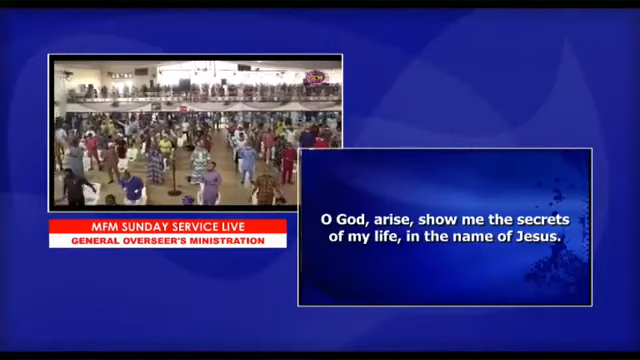 MFM SUNDAY SERVICE LIVE
GENERAL OVERSEER'S MINISTRATION
O God, arise, show me the secrets
of my life, in the name of Jesus.